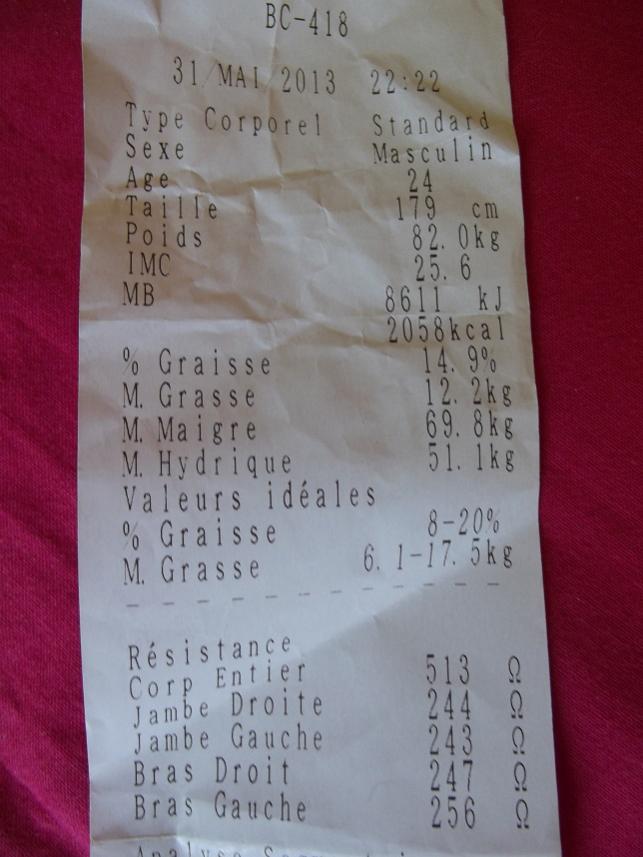 BC-418
31/MAI/2013 22:22
Type Corporel Standard
Sexe Masculin
Age 24
Taille 179 cm
Poids 82.0kg
IMC 25.6
MB 8611 kJ
2058kcal
% Graisse 14.9%
M. Grasse 12.2kg
M. Maigre 69.8kg
M. Hydrique 51.1kg
Valeurs idéales
% Graisse 8-20%
M. Grasse 6.1-17.5kg
Résistance
Corp Entier 513 Ω
Jambe Droite 244 Ω
Jambe Gauche 243 Ω
Bras Droit 247 Ω
Bras Gauche 256 Ω